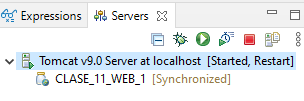 Expressions Servers
Tomcat v9.0 Server at localhost [Started, Restart]
CLASE_11_WEB_1 [Synchronized]